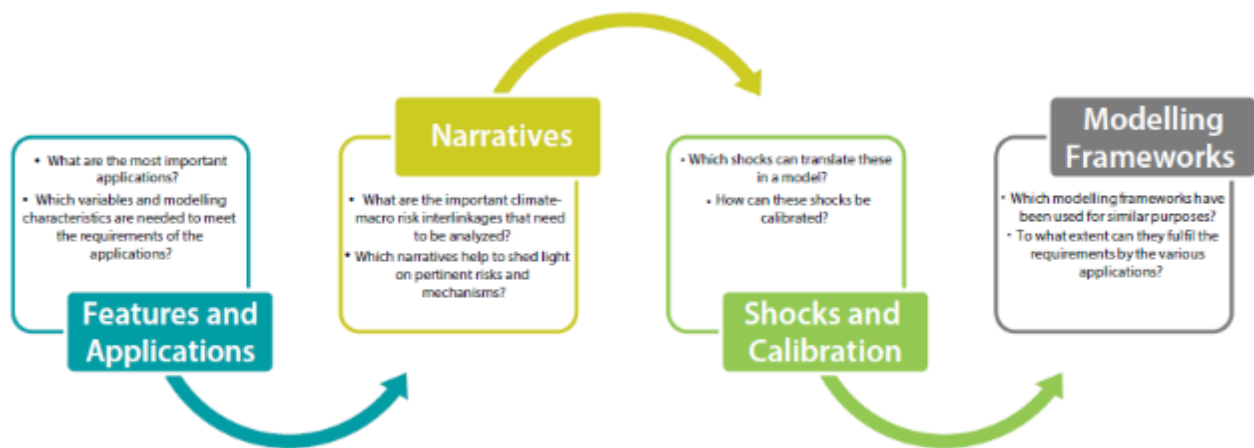 • What are the most important
applications?
• Which variables and modelling
characteristics are needed to meet
the requirements of the
applications?
Features and
Applications
Narratives
• What are the important climate-
macro risk interlinkages that need
to be analyzed?
• Which narratives help to shed light
on pertinent risks and
mechanisms?
• Which shocks can translate these
in a model?
• How can these shocks be
calibrated?
Shocks and
Calibration
Modelling
Frameworks
• Which modelling frameworks have
been used for similar purposes?
• To what extent can they fulfil the
requirements by the various
applications?